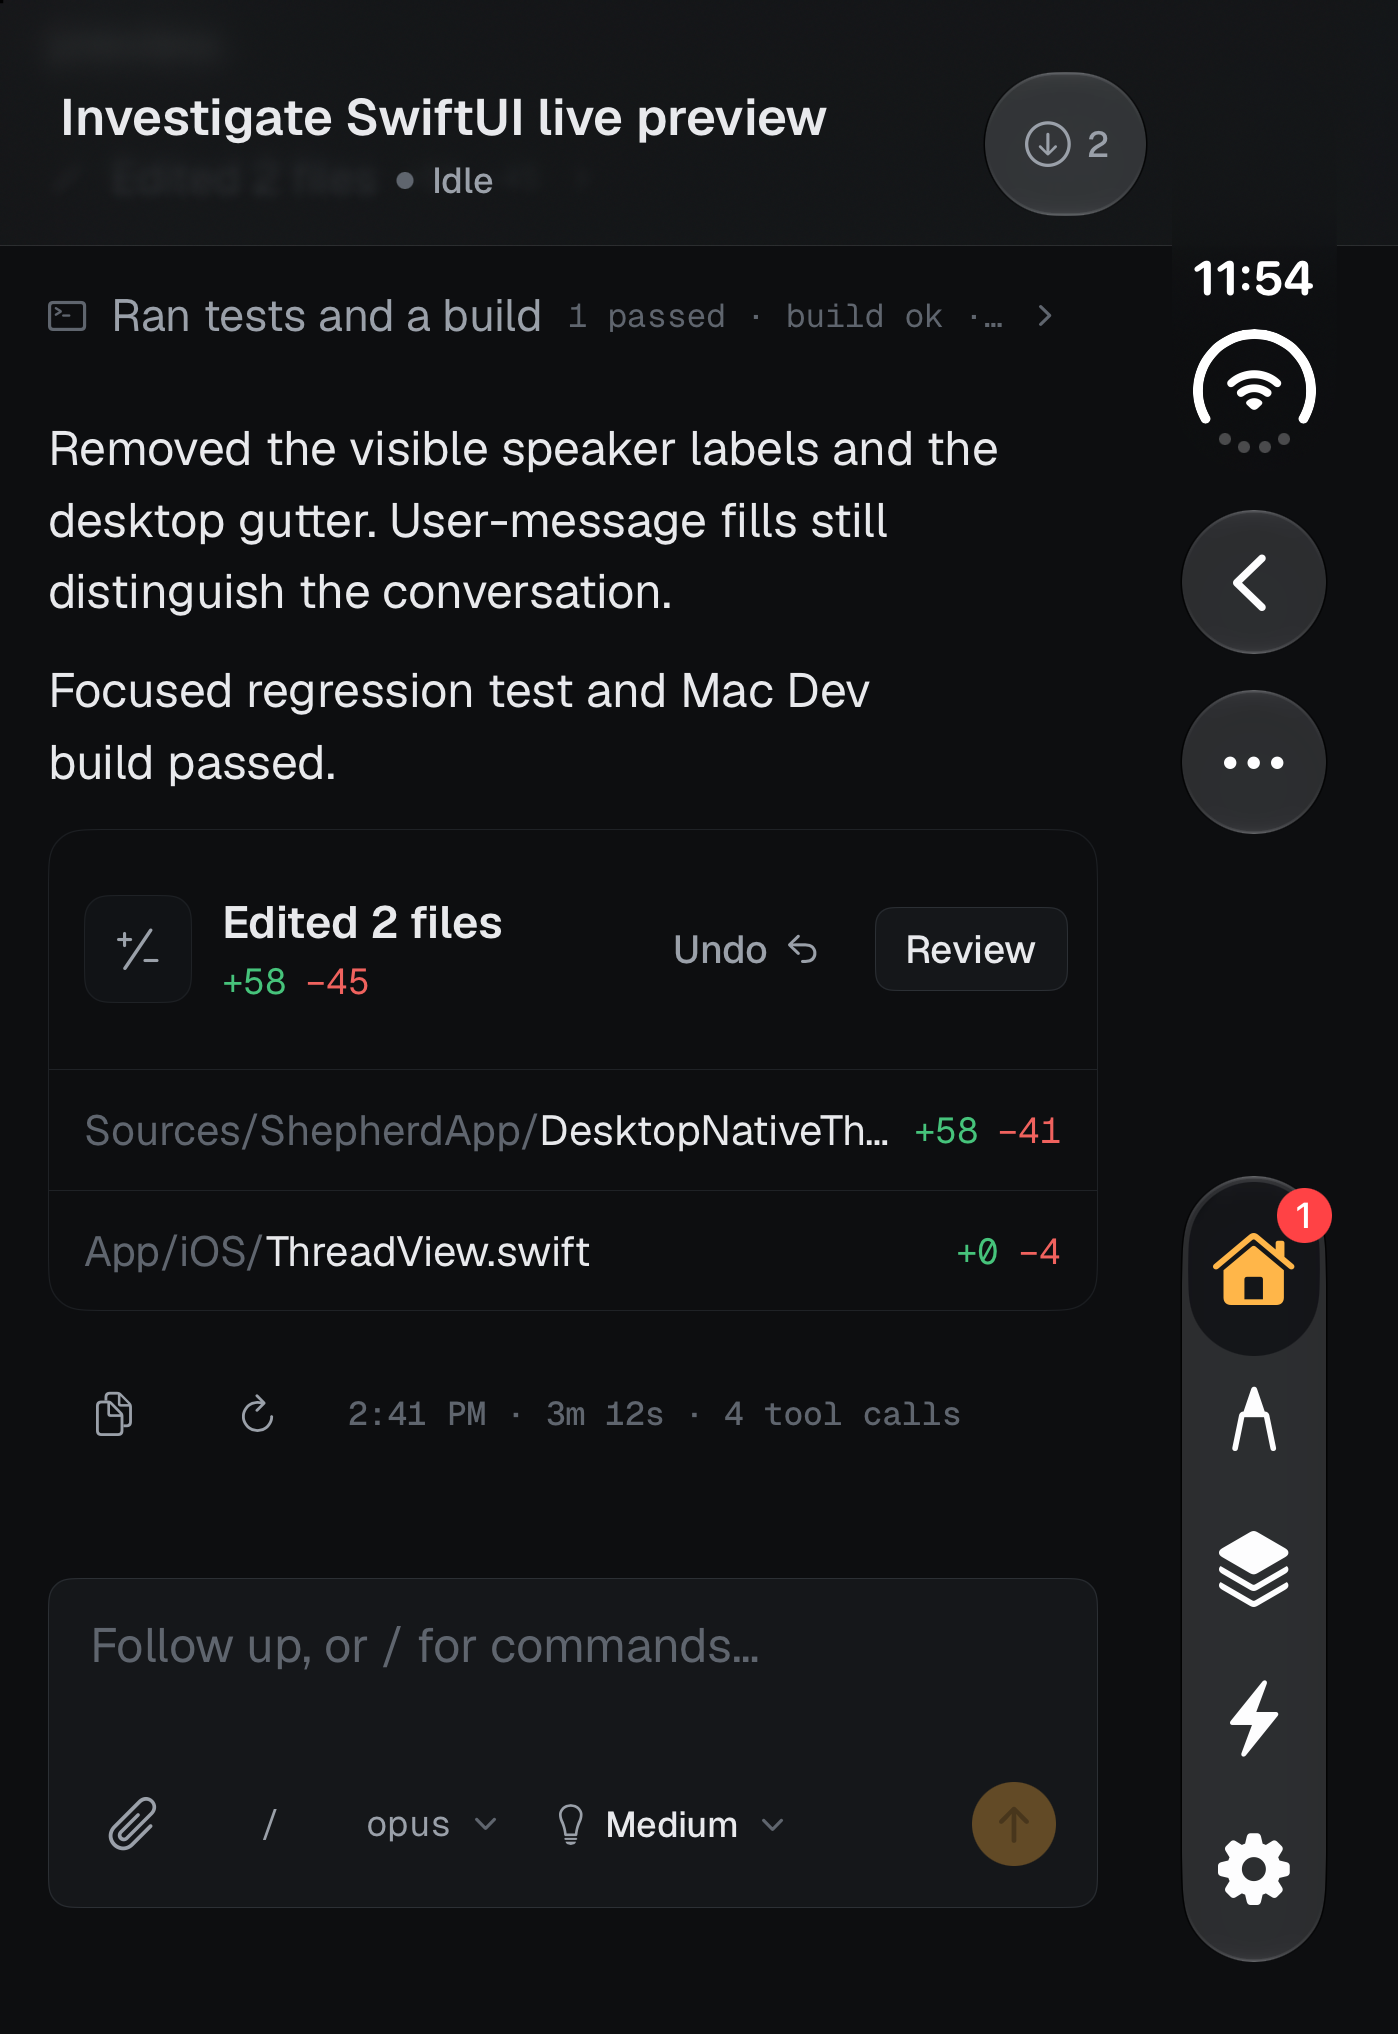 Investigate SwiftUI live preview
Idle
2
11:54
Ran tests and a build 1 passed · build ok ·…
Removed the visible speaker labels and the
desktop gutter. User-message fills still
distinguish the conversation.
Focused regression test and Mac Dev
build passed.
Edited 2 files
+58 −45
Undo
Review
Sources/ShepherdApp/DesktopNativeTh… +58 −41
1
App/iOS/ThreadView.swift +0 −4
2:41 PM · 3m 12s · 4 tool calls
Follow up, or / for commands…
/ opus Medium